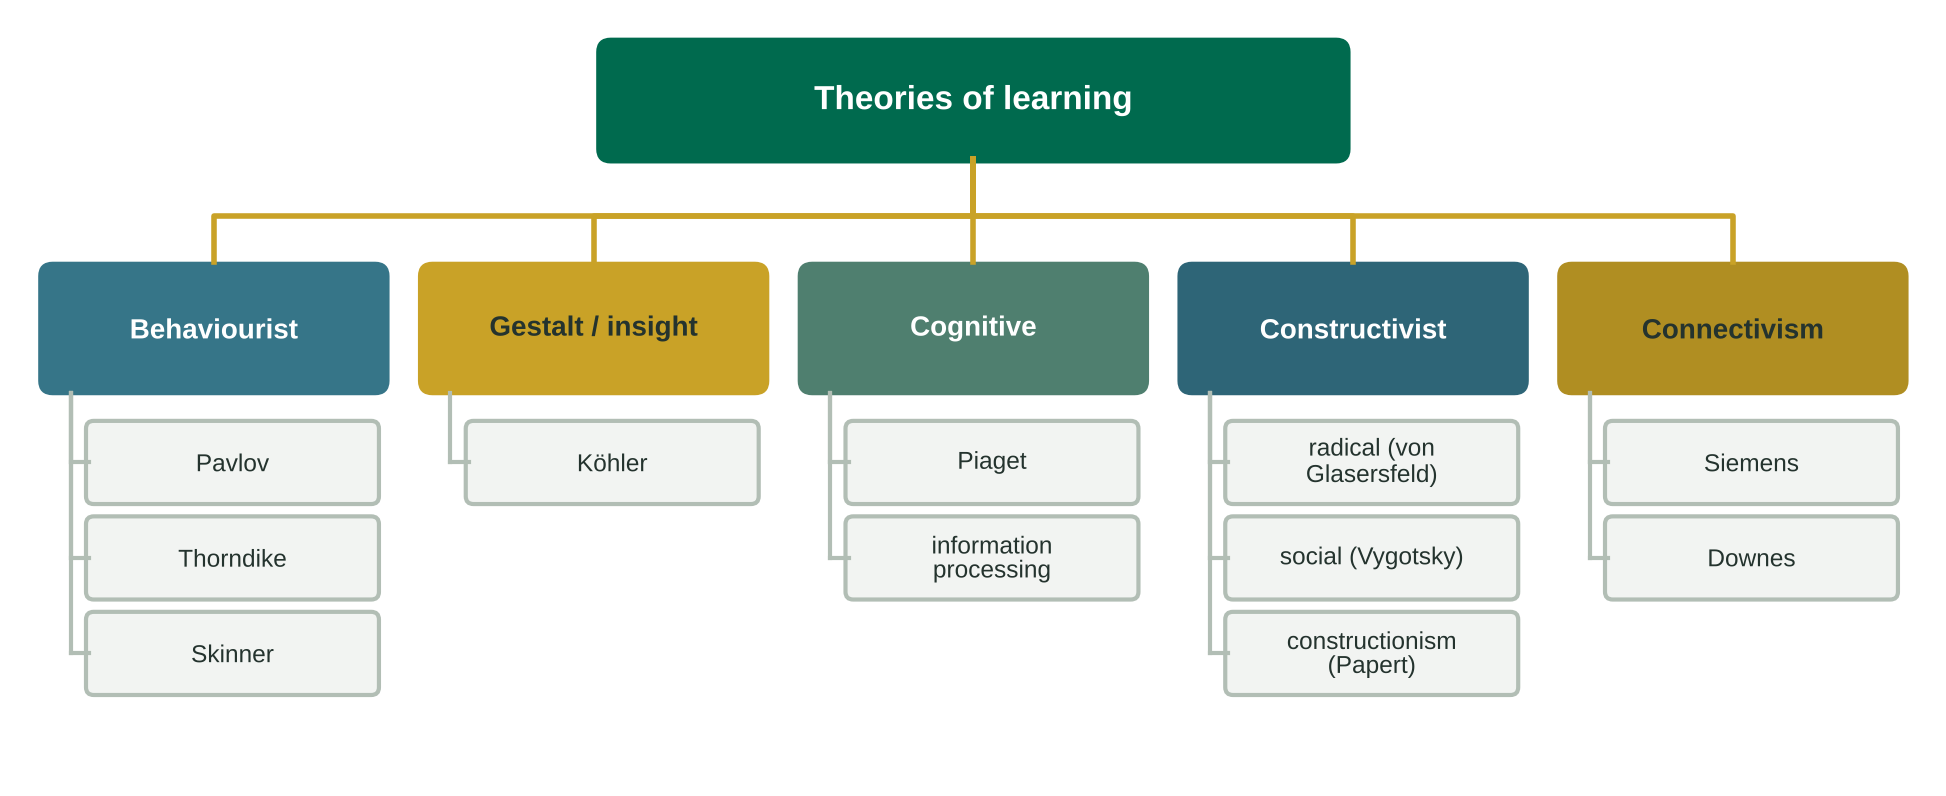 Theories of learning
Behaviourist
Gestalt / insight
Cognitive
Constructivist
Connectivism
Pavlov
Thorndike
Skinner
Köhler
Piaget
information
processing
radical (von
Glasersfeld)
social (Vygotsky)
constructionism
(Papert)
Siemens
Downes